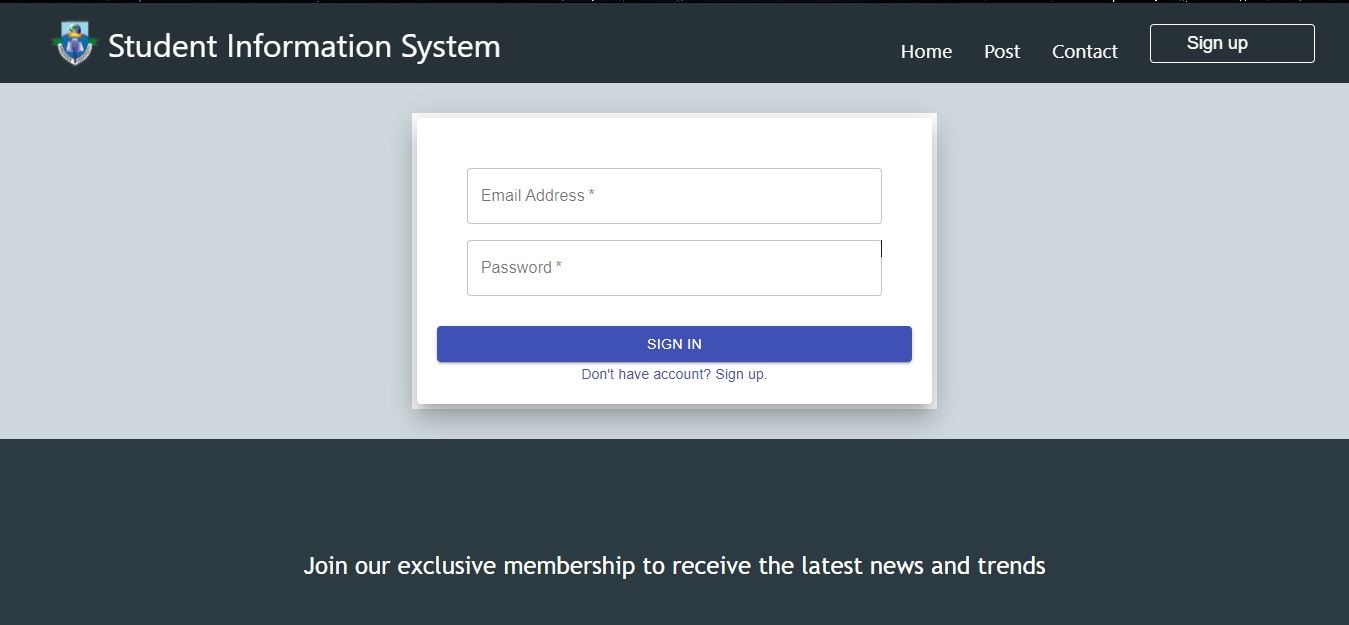 Student Information System
Home Post Contact Sign up
Email Address *
Password *
SIGN IN
Don't have account? Sign up.
Join our exclusive membership to receive the latest news and trends